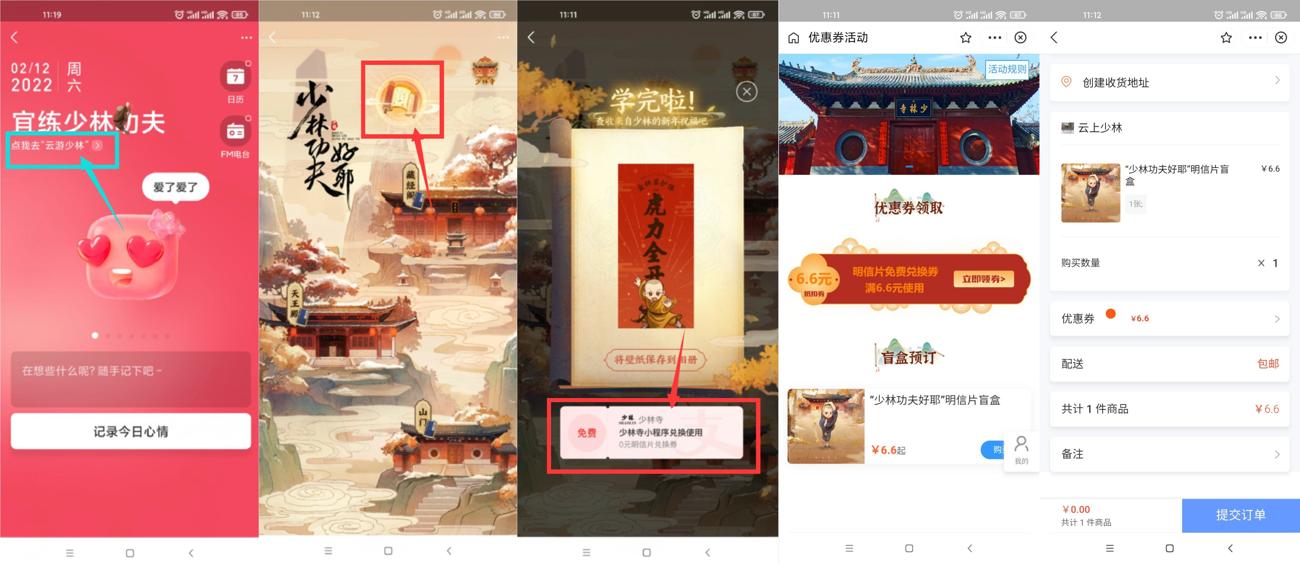 11:19
02/12
2022
周
六
7
日历
宜练少林功夫
点我去"云游少林"
FM电台
爱了爱了
在想些什么呢? 随手记下吧 ~
记录今日心情
11:12
少林功夫
好耶
藏经阁
天王殿
山门
11:11
学完啦!
查收来自少林的新年祝福吧
虎力全开
将壁纸保存到相册
免费
少林寺
少林寺小程序兑换使用
0元明信片兑换券
11:11
优惠券活动
活动规则
少林寺
优惠券领取
6.6元
抵扣券
明信片免费兑换券
满6.6元使用
立即领券>
盲盒预订
"少林功夫好耶"明信片盲盒
¥6.6起
购
我的
11:12
创建收货地址
云上少林
"少林功夫好耶"明信片盲
盒
¥6.6
1张
购买数量
× 1
优惠券
¥6.6
配送
包邮
共计 1 件商品
¥6.6
备注
¥0.00
共计 1 件商品
提交订单